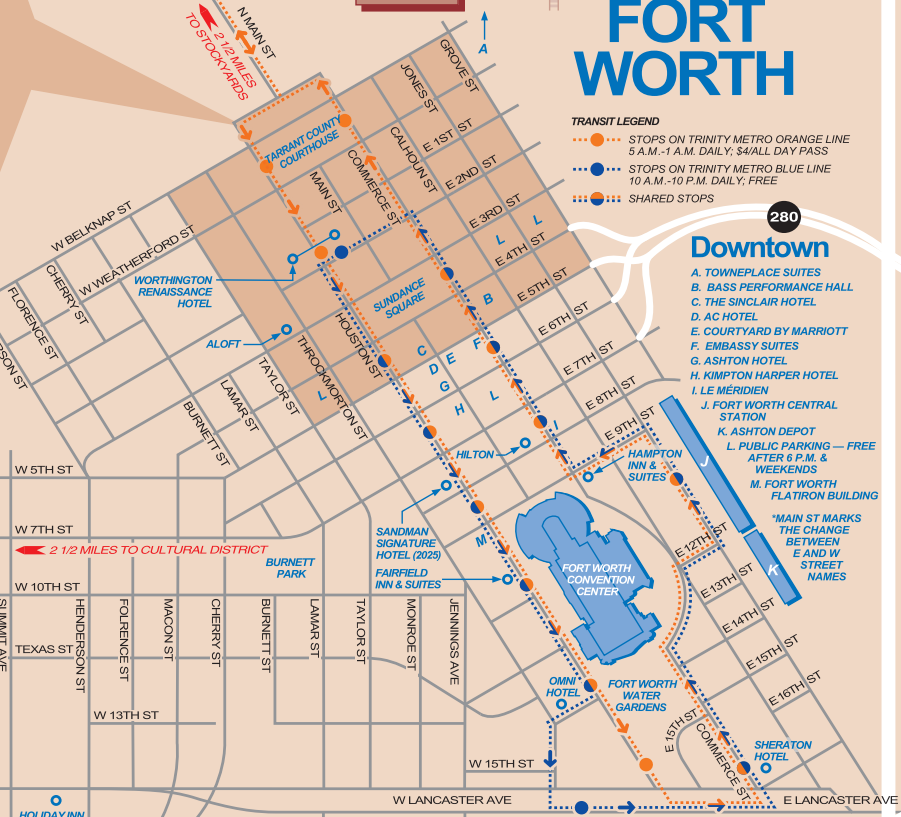 FORT
WORTH
TRANSIT LEGEND
STOPS ON TRINITY METRO ORANGE LINE
5 A.M.-1 A.M. DAILY; $4/ALL DAY PASS
STOPS ON TRINITY METRO BLUE LINE
10 A.M.-10 P.M. DAILY; FREE
SHARED STOPS
280
Downtown
A. TOWNEPLACE SUITES
B. BASS PERFORMANCE HALL
C. THE SINCLAIR HOTEL
D. AC HOTEL
E. COURTYARD BY MARRIOTT
F. EMBASSY SUITES
G. ASHTON HOTEL
H. KIMPTON HARPER HOTEL
I. LE MÉRIDIEN
J. FORT WORTH CENTRAL
STATION
K. ASHTON DEPOT
L. PUBLIC PARKING — FREE
AFTER 6 P.M. &
WEEKENDS
M. FORT WORTH
FLATIRON BUILDING
*MAIN ST MARKS
THE CHANGE
BETWEEN
E AND W
STREET
NAMES
N MAIN ST
2 1/2 MILES
TO STOCKYARDS
A
GROVE ST
JONES ST
CALHOUN ST
COMMERCE ST
MAIN ST
TARRANT COUNTY
COURTHOUSE
E 1ST ST
E 2ND ST
E 3RD ST
E 4TH ST
E 5TH ST
E 6TH ST
E 7TH ST
E 8TH ST
E 9TH ST
L
L
W BELKNAP ST
W WEATHERFORD ST
CHERRY ST
FLORENCE ST
RSON ST
WORTHINGTON
RENAISSANCE
HOTEL
SUNDANCE
SQUARE
B
ALOFT
HOUSTON ST
THROCKMORTON ST
TAYLOR ST
LAMAR ST
BURNETT ST
L
C
D
E
F
G
H
L
I
HILTON
HAMPTON
INN &
SUITES
J
K
SANDMAN
SIGNATURE
HOTEL (2025)
M
FAIRFIELD
INN & SUITES
FORT WORTH
CONVENTION
CENTER
E 12TH ST
E 13TH ST
E 14TH ST
E 15TH ST
E 16TH ST
W 5TH ST
W 7TH ST
2 1/2 MILES TO CULTURAL DISTRICT
BURNETT
PARK
W 10TH ST
SUMMIT AVE
HENDERSON ST
FOLRENCE ST
MACON ST
CHERRY ST
BURNETT ST
LAMAR ST
TAYLOR ST
MONROE ST
JENNINGS AVE
TEXAS ST
W 13TH ST
OMNI
HOTEL
FORT WORTH
WATER
GARDENS
E 15TH ST
COMMERCE ST
SHERATON
HOTEL
W 15TH ST
W LANCASTER AVE
E LANCASTER AVE
HOLIDAY INN